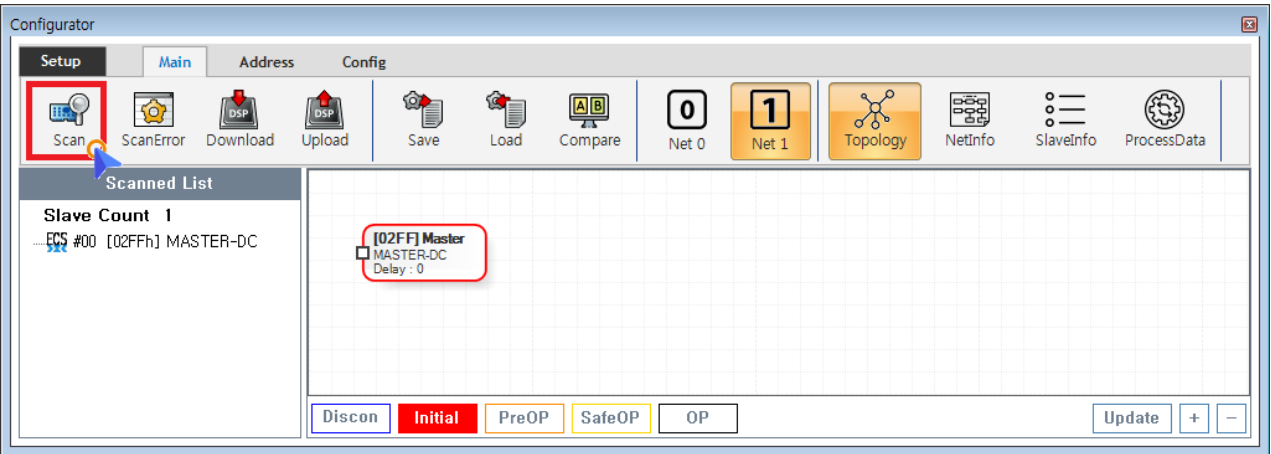 Configurator
Setup Main Address Config
DSP DSP A B 0 1
Scan ScanError Download Upload Save Load Compare Net 0 Net 1 Topology NetInfo SlaveInfo ProcessData
Scanned List
Slave Count 1
ECS #00 [02FFh] MASTER-DC
[02FF] Master
MASTER-DC
Delay : 0
Discon Initial PreOP SafeOP OP Update + −